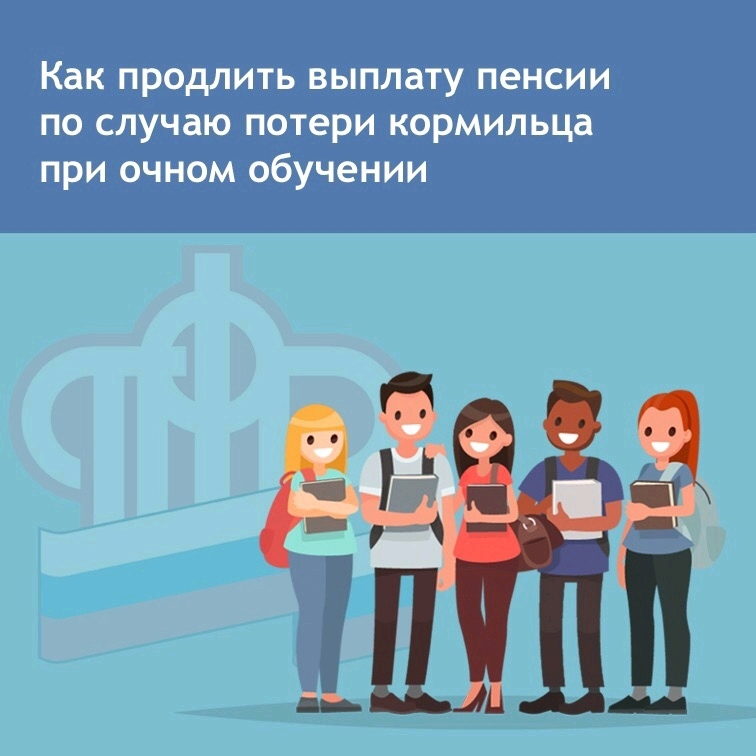 Как продлить выплату пенсии
по случаю потери кормильца
при очном обучении